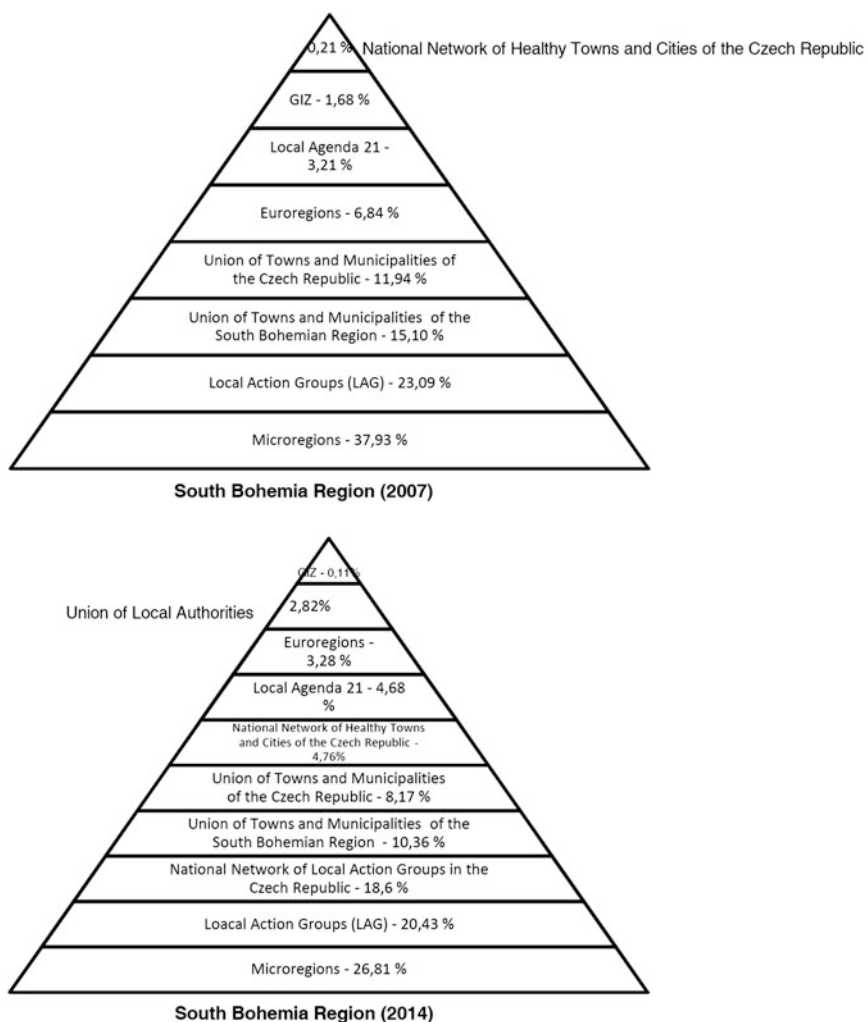 0,21 % National Network of Healthy Towns and Cities of the Czech Republic
GIZ - 1,68 %
Local Agenda 21 -
3,21 %
Euroregions - 6,84 %
Union of Towns and Municipalities of
the Czech Republic - 11,94 %
Union of Towns and Municipalities of the
South Bohemian Region - 15,10 %
Local Action Groups (LAG) - 23,09 %
Microregions - 37,93 %
South Bohemia Region (2007)
GIZ - 0,11%
Union of Local Authorities 2,82%
Euroregions -
3,28 %
Local Agenda 21 - 4,68
%
National Network of Healthy Towns
and Cities of the Czech Republic -
4,76%
Union of Towns and Municipalities
of the Czech Republic - 8,17 %
Union of Towns and Municipalities of the
South Bohemian Region - 10,36 %
National Network of Local Action Groups in the
Czech Republic - 18,6 %
Loacal Action Groups (LAG) - 20,43 %
Microregions - 26,81 %
South Bohemia Region (2014)